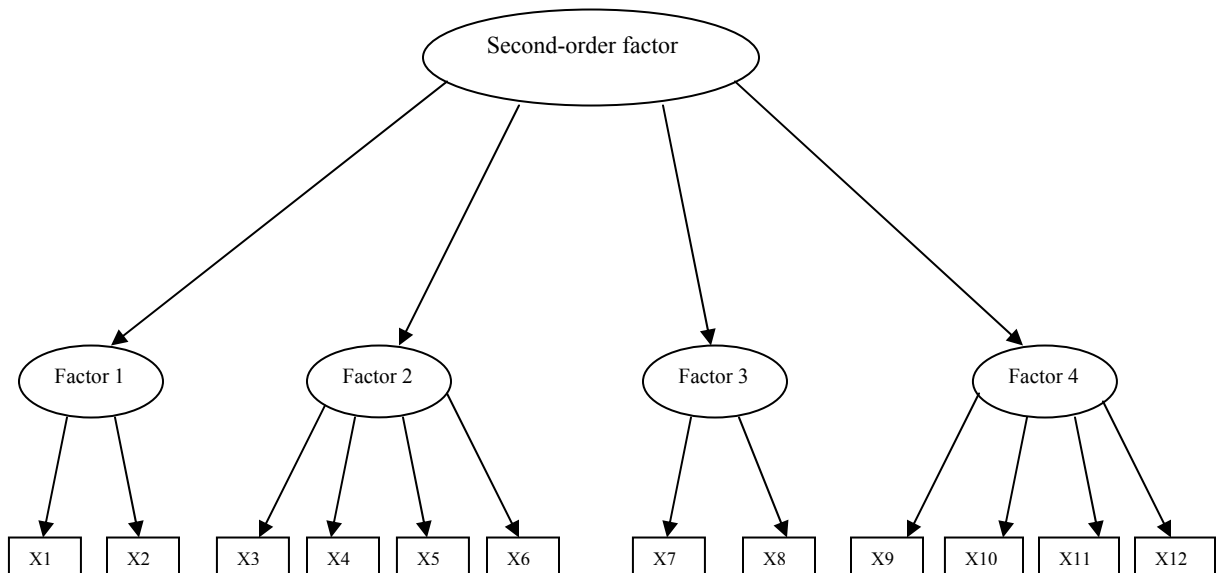 Second-order factor
Factor 1
Factor 2
Factor 3
Factor 4
X1
X2
X3
X4
X5
X6
X7
X8
X9
X10
X11
X12